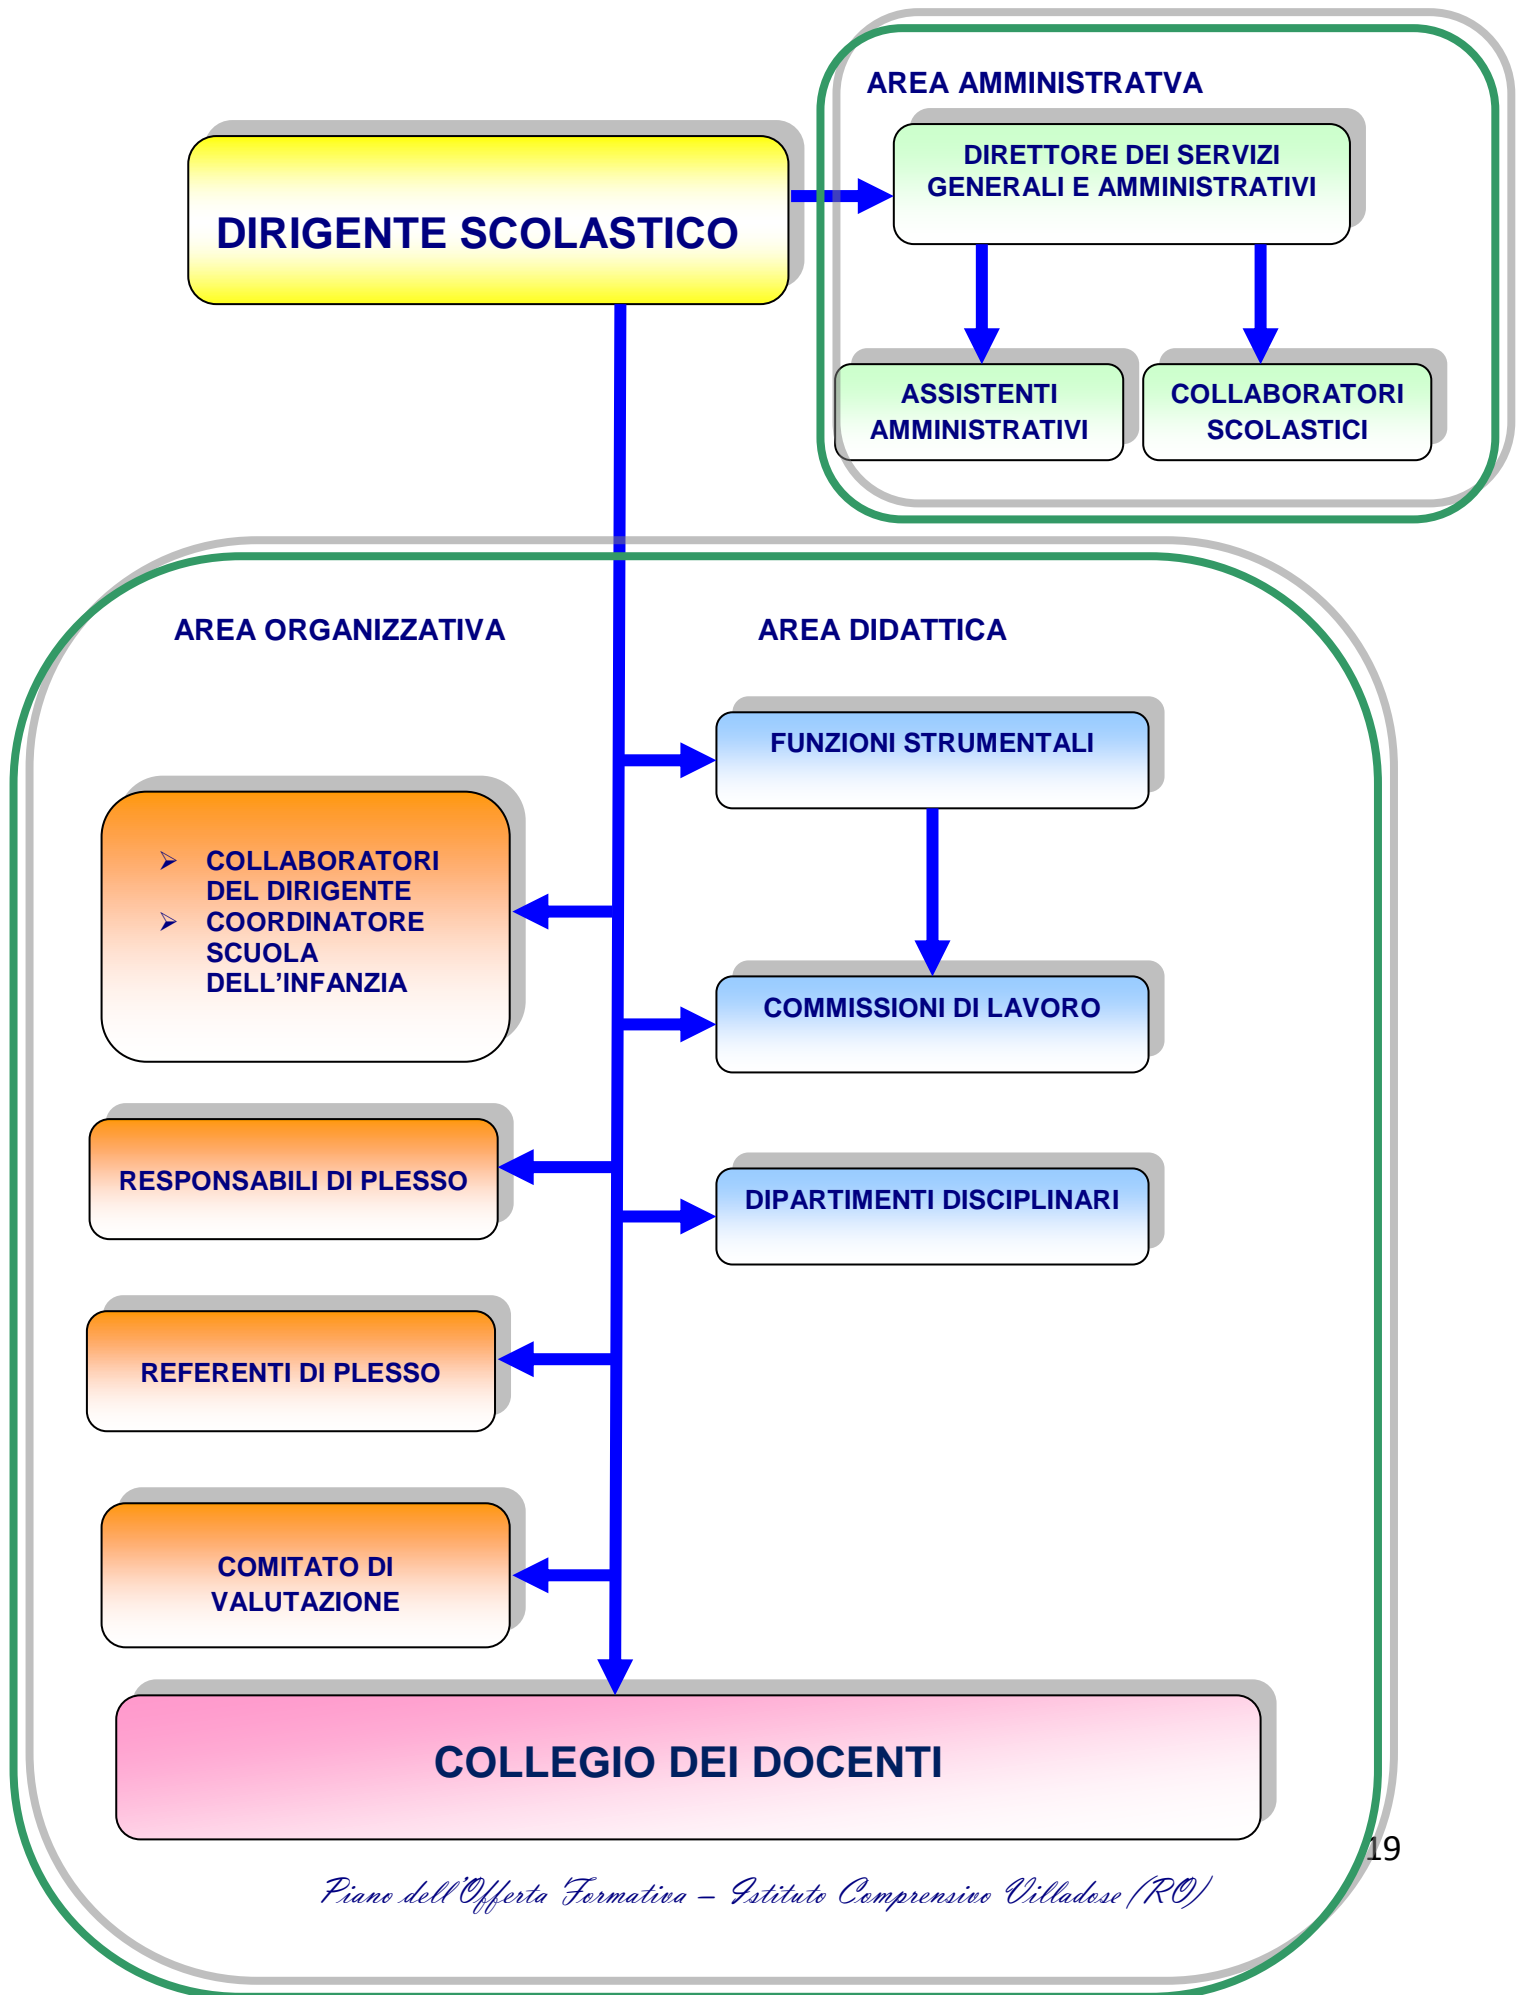 AREA AMMINISTRATVA
DIRETTORE DEI SERVIZI
GENERALI E AMMINISTRATIVI
DIRIGENTE SCOLASTICO
ASSISTENTI
AMMINISTRATIVI
COLLABORATORI
SCOLASTICI
AREA ORGANIZZATIVA
AREA DIDATTICA
FUNZIONI STRUMENTALI
➢ COLLABORATORI
DEL DIRIGENTE
➢ COORDINATORE
SCUOLA
DELL’INFANZIA
COMMISSIONI DI LAVORO
RESPONSABILI DI PLESSO
DIPARTIMENTI DISCIPLINARI
REFERENTI DI PLESSO
COMITATO DI
VALUTAZIONE
COLLEGIO DEI DOCENTI
19
Piano dell’Offerta Formativa – Istituto Comprensivo Villadose (RO)